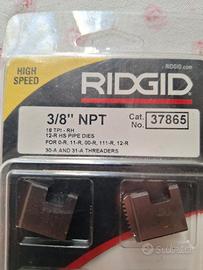 RIDGID.com
HIGH
SPEED
RIDGID
3/8" NPT
Cat. No. 37865
18 TPI - RH
12-R HS PIPE DIES
FOR 0-R, 11-R, 00-R, 111-R, 12-R
30-A AND 31-A THREADERS
subito